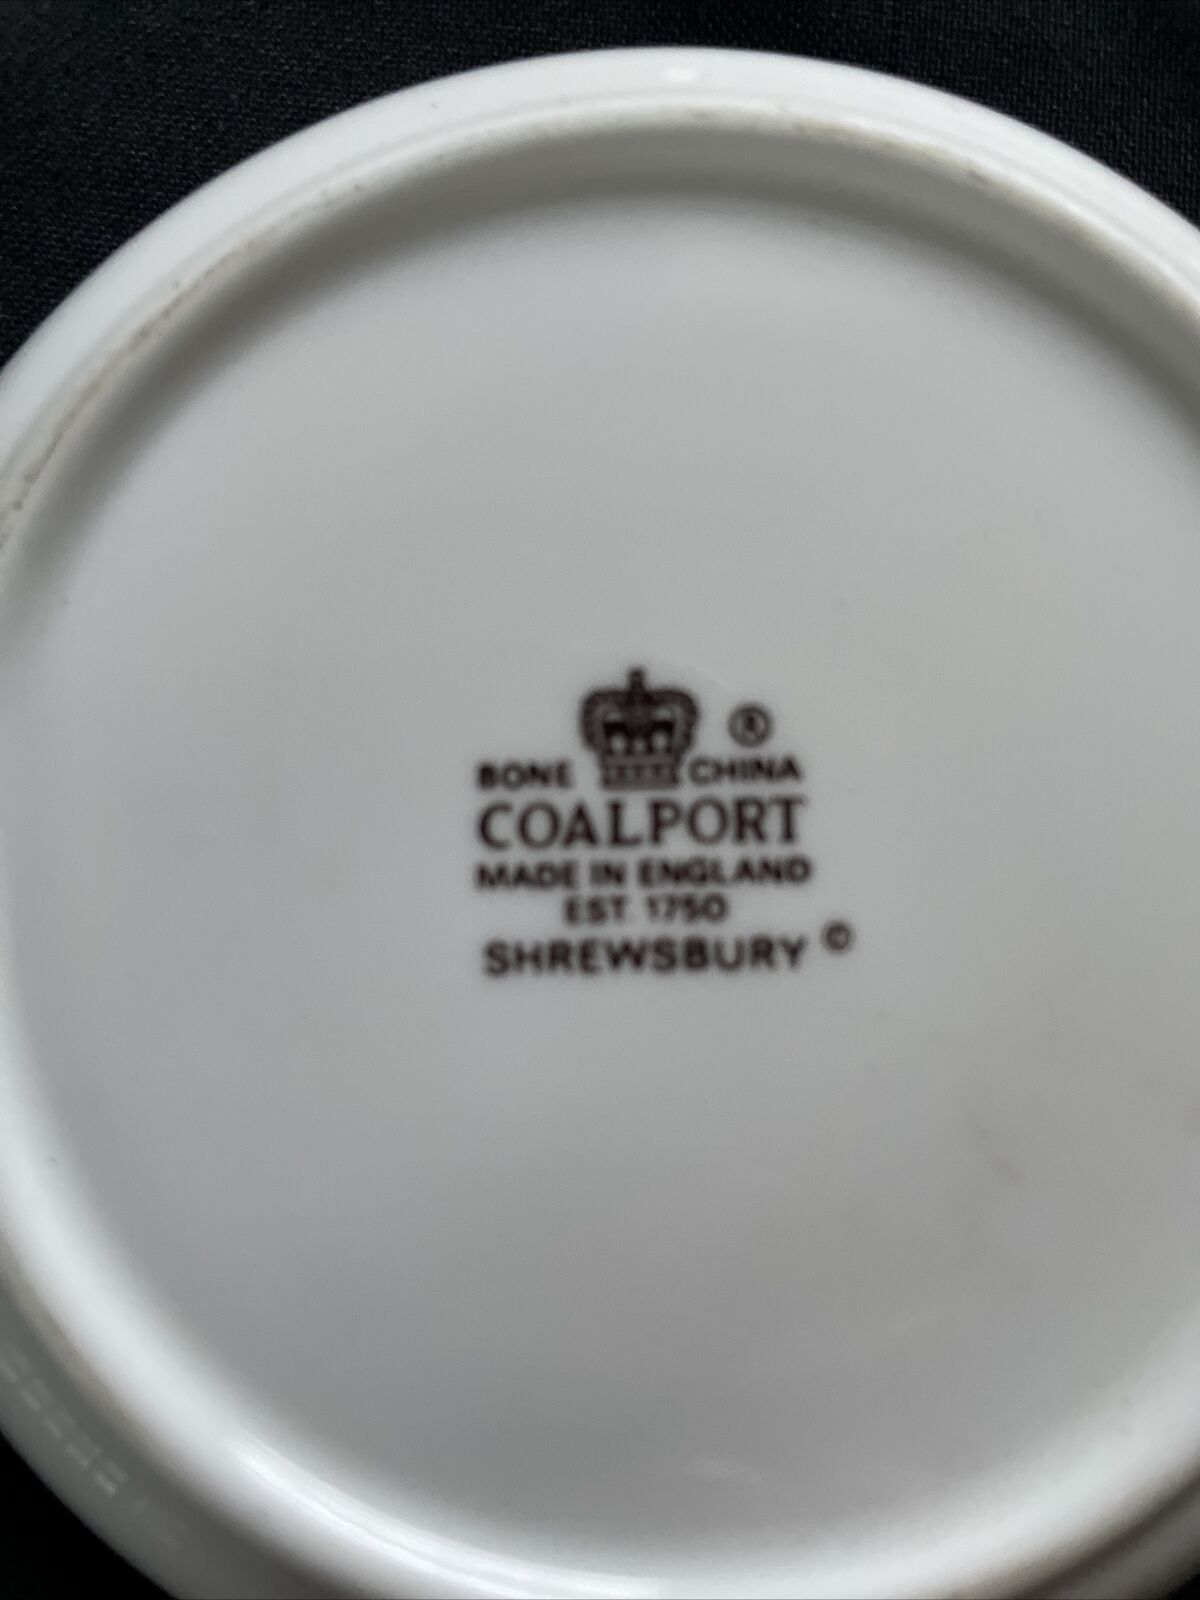 ®
BONE CHINA
COALPORT
MADE IN ENGLAND
EST. 1750
SHREWSBURY ©